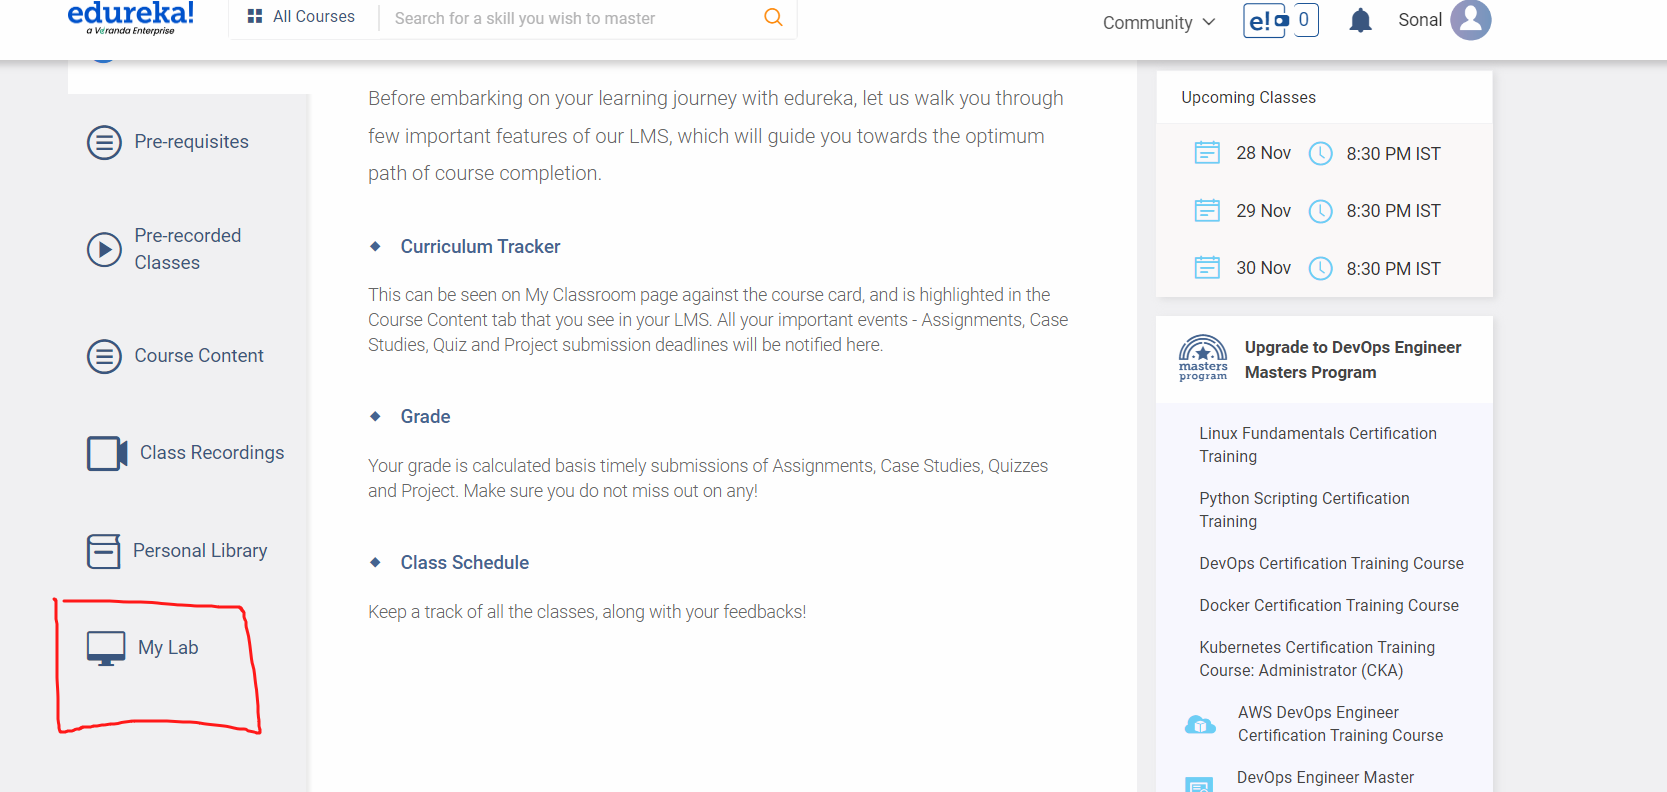 edureka!
a Veranda Enterprise
All Courses
Search for a skill you wish to master
Community
e!
0
Sonal
Pre-requisites
Pre-recorded
Classes
Course Content
Class Recordings
Personal Library
My Lab
Before embarking on your learning journey with edureka, let us walk you through
few important features of our LMS, which will guide you towards the optimum
path of course completion.
Curriculum Tracker
This can be seen on My Classroom page against the course card, and is highlighted in the
Course Content tab that you see in your LMS. All your important events - Assignments, Case
Studies, Quiz and Project submission deadlines will be notified here.
Grade
Your grade is calculated basis timely submissions of Assignments, Case Studies, Quizzes
and Project. Make sure you do not miss out on any!
Class Schedule
Keep a track of all the classes, along with your feedbacks!
Upcoming Classes
28 Nov 8:30 PM IST
29 Nov 8:30 PM IST
30 Nov 8:30 PM IST
masters
program
Upgrade to DevOps Engineer
Masters Program
Linux Fundamentals Certification
Training
Python Scripting Certification
Training
DevOps Certification Training Course
Docker Certification Training Course
Kubernetes Certification Training
Course: Administrator (CKA)
AWS DevOps Engineer
Certification Training Course
DevOps Engineer Master